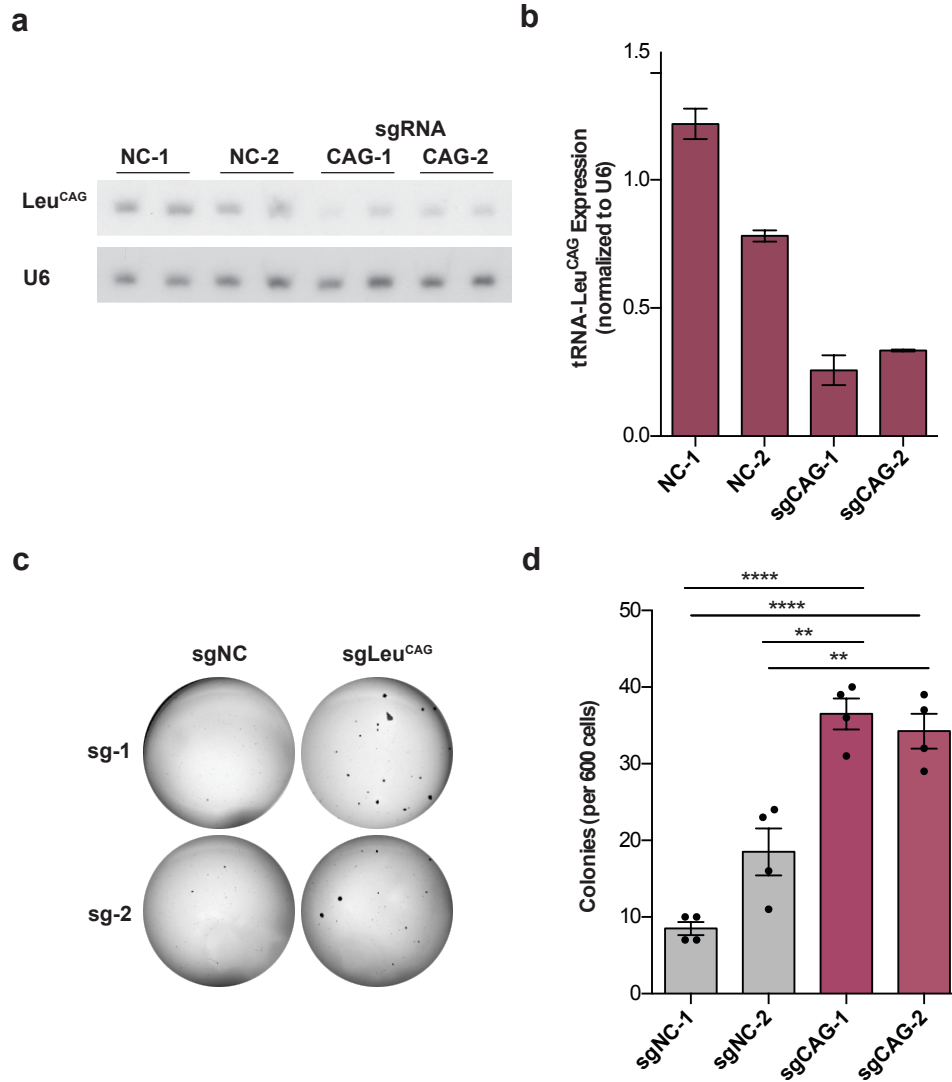 a
sgRNA
NC-1 NC-2 CAG-1 CAG-2
Leu^CAG
U6
b
tRNA-Leu^CAG Expression
(normalized to U6)
1.5
1.0
0.5
0.0
NC-1
NC-2
sgCAG-1
sgCAG-2
c
sgNC sgLeu^CAG
sg-1
sg-2
d
****
****
**
**
Colonies (per 600 cells)
50
40
30
20
10
0
sgNC-1
sgNC-2
sgCAG-1
sgCAG-2